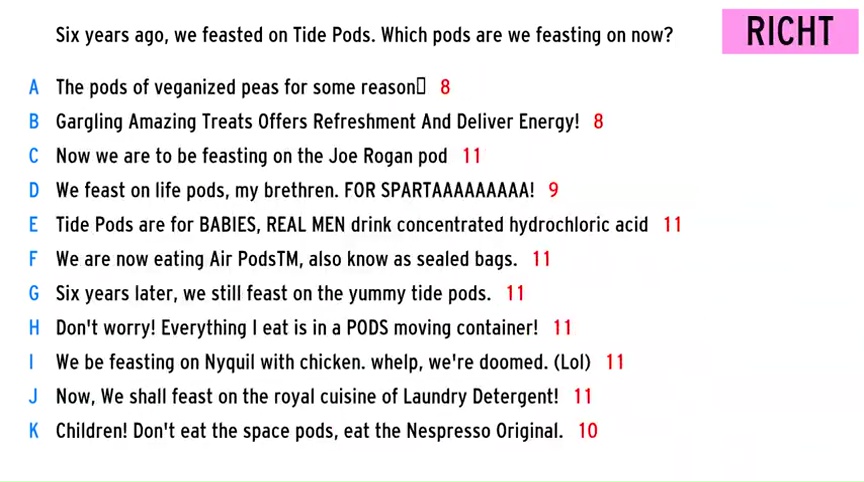 Six years ago, we feasted on Tide Pods. Which pods are we feasting on now?
RICHT
A The pods of veganized peas for some reason▯ 8
B Gargling Amazing Treats Offers Refreshment And Deliver Energy! 8
C Now we are to be feasting on the Joe Rogan pod 11
D We feast on life pods, my brethren. FOR SPARTAAAAAAAAA! 9
E Tide Pods are for BABIES, REAL MEN drink concentrated hydrochloric acid 11
F We are now eating Air PodsTM, also know as sealed bags. 11
G Six years later, we still feast on the yummy tide pods. 11
H Don't worry! Everything I eat is in a PODS moving container! 11
I We be feasting on Nyquil with chicken. whelp, we're doomed. (Lol) 11
J Now, We shall feast on the royal cuisine of Laundry Detergent! 11
K Children! Don't eat the space pods, eat the Nespresso Original. 10